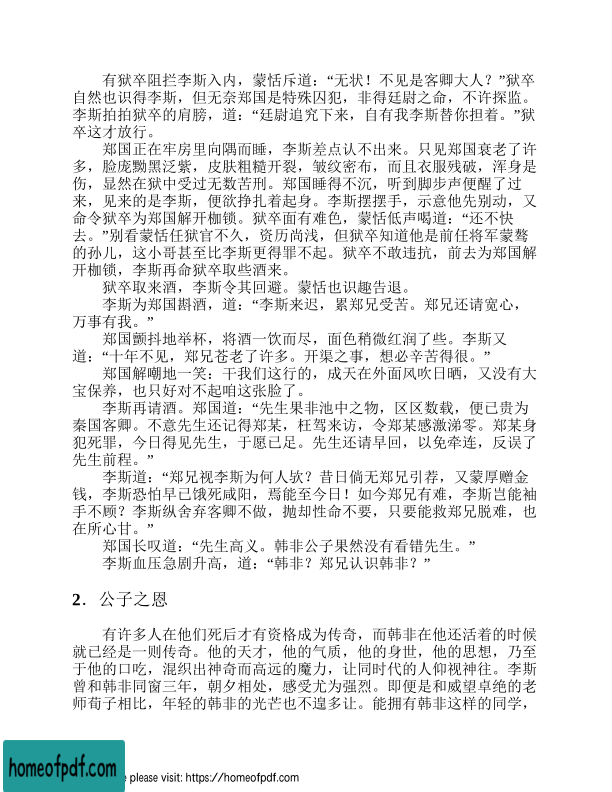 有狱卒阻拦李斯入内，蒙恬斥道：“无状！不见是客卿大人？”狱卒
自然也识得李斯，但无奈郑国是特殊囚犯，非得廷尉之命，不许探监。
李斯拍拍狱卒的肩膀，道：“廷尉追究下来，自有我李斯替你担着。”狱
卒这才放行。
郑国正在牢房里向隅而睡，李斯差点认不出来。只见郑国衰老了许
多，脸庞黝黑泛紫，皮肤粗糙开裂，皱纹密布，而且衣服残破，浑身是
伤，显然在狱中受过无数苦刑。郑国睡得不沉，听到脚步声便醒了过
来，见来的是李斯，便欲挣扎着起身。李斯摆摆手，示意他先别动，又
命令狱卒为郑国解开枷锁。狱卒面有难色，蒙恬低声喝道：“还不快
去。”别看蒙恬任狱官不久，资历尚浅，但狱卒知道他是前任将军蒙骜
的孙儿，这小哥甚至比李斯更得罪不起。狱卒不敢违抗，前去为郑国解
开枷锁，李斯再命狱卒取些酒来。
狱卒取来酒，李斯令其回避。蒙恬也识趣告退。
李斯为郑国斟酒，道：“李斯来迟，累郑兄受苦。郑兄还请宽心，
万事有我。”
郑国颤抖地举杯，将酒一饮而尽，面色稍微红润了些。李斯又
道：“十年不见，郑兄苍老了许多。开渠之事，想必辛苦得很。”
郑国解嘲地一笑：干我们这行的，成天在外面风吹日晒，又没有大
宝保养，也只好对不起咱这张脸了。
李斯再请酒。郑国道：“先生果非池中之物，区区数载，便已贵为
秦国客卿。不意先生还记得郑某，枉驾来访，令郑某感激涕零。郑某身
犯死罪，今日得见先生，于愿已足。先生还请早回，以免牵连，反误了
先生前程。”
李斯道：“郑兄视李斯为何人欤？昔日倘无郑兄引荐，又蒙厚赠金
钱，李斯恐怕早已饿死咸阳，焉能至今日！如今郑兄有难，李斯岂能袖
手不顾？李斯纵舍弃客卿不做，抛却性命不要，只要能救郑兄脱难，也
在所心甘。”
郑国长叹道：“先生高义。韩非公子果然没有看错先生。”
李斯血压急剧升高，道：“韩非？郑兄认识韩非？”
2．公子之恩
有许多人在他们死后才有资格成为传奇，而韩非在他还活着的时候
就已经是一则传奇。他的天才，他的气质，他的身世，他的思想，乃至
于他的口吃，混织出神奇而高远的魔力，让同时代的人仰视神往。李斯
曾和韩非同窗三年，朝夕相处，感受尤为强烈。即便是和威望卓绝的老
师荀子相比，年轻的韩非的光芒也不遑多让。能拥有韩非这样的同学，
homeofpdf.com
e please visit: https://homeofpdf.com